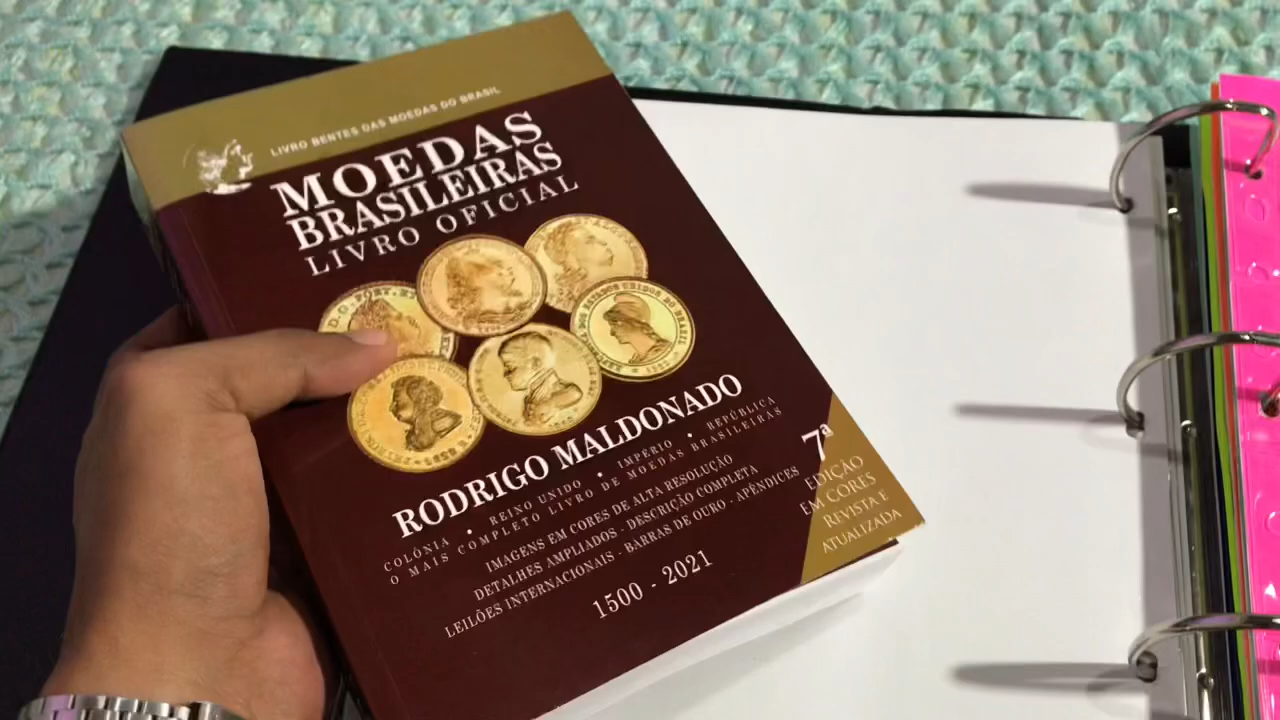 LIVRO BENTES DAS MOEDAS DO BRASIL
MOEDAS
BRASILEIRAS
LIVRO OFICIAL
RODRIGO MALDONADO
COLÔNIA • REINO UNIDO • IMPÉRIO • REPÚBLICA
O MAIS COMPLETO LIVRO DE MOEDAS BRASILEIRAS
IMAGENS EM CORES DE ALTA RESOLUÇÃO
DETALHES AMPLIADOS - DESCRIÇÃO COMPLETA
LEILÕES INTERNACIONAIS - BARRAS DE OURO - APÊNDICES
1500 - 2021
7ª
EDIÇÃO
EM CORES
REVISTA E
ATUALIZADA